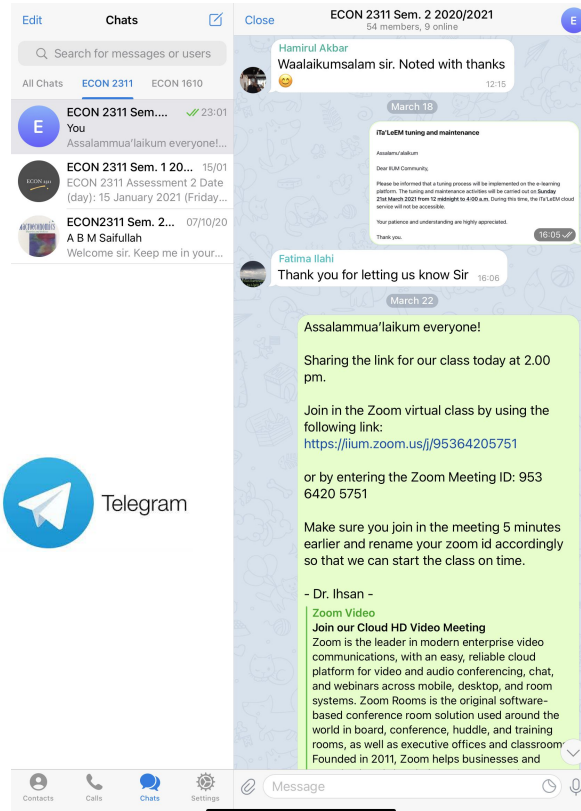 Edit
Chats
Search for messages or users
All Chats
ECON 2311
ECON 1610
E
ECON 2311 Sem....
23:01
You
Assalammua'laikum everyone!...
ECON 2311 Sem. 1 20...
15/01
ECON 2311 Assessment 2 Date
(day): 15 January 2021 (Friday...
ECON2311 Sem. 2...
07/10/20
A B M Saifullah
Welcome sir. Keep me in your...
Telegram
Contacts
Calls
Chats
Settings
Close
ECON 2311 Sem. 2 2020/2021
54 members, 9 online
E
Hamirul Akbar
Waalaikumsalam sir. Noted with thanks
😊
12:15
March 18
iTa'LeEM tuning and maintenance
Assalamu'alaikum
Dear IIUM Community,
Please be informed that a tuning process will be implemented on the e-learning
platform. The tuning and maintenance activities will be carried out on Sunday
21st March 2021 from 12 midnight to 4:00 a.m. During this time, the iTa'LeEM cloud
service will not be accessible.
Your patience and understanding are highly appreciated.
Thank you.
16:05
Fatima Ilahi
Thank you for letting us know Sir
16:06
March 22
Assalammua'laikum everyone!
Sharing the link for our class today at 2.00
pm.
Join in the Zoom virtual class by using the
following link:
https://iium.zoom.us/j/95364205751
or by entering the Zoom Meeting ID: 953
6420 5751
Make sure you join in the meeting 5 minutes
earlier and rename your zoom id accordingly
so that we can start the class on time.
- Dr. Ihsan -
Zoom Video
Join our Cloud HD Video Meeting
Zoom is the leader in modern enterprise video
communications, with an easy, reliable cloud
platform for video and audio conferencing, chat,
and webinars across mobile, desktop, and room
systems. Zoom Rooms is the original software-
based conference room solution used around the
world in board, conference, huddle, and training
rooms, as well as executive offices and classroom
Founded in 2011, Zoom helps businesses and
Message